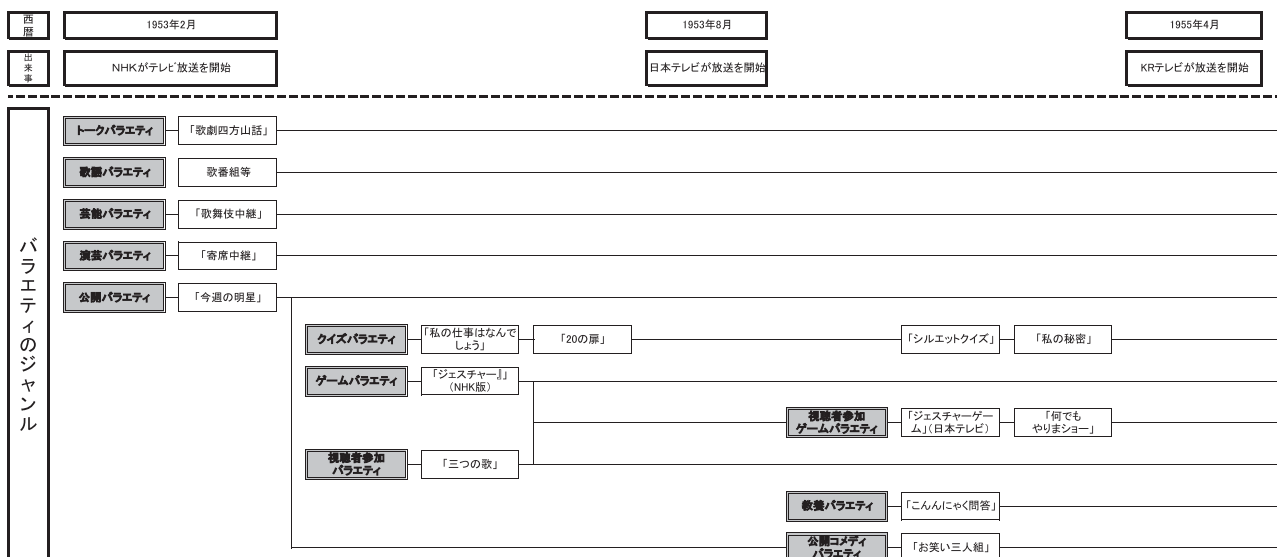 西暦
1953年2月
1953年8月
1955年4月
出来事
NHKがテレビ放送を開始
日本テレビが放送を開始
KRテレビが放送を開始
バラエティのジャンル
トークバラエティ
「歌劇四方山話」
歌謡バラエティ
歌番組等
芸能バラエティ
「歌舞伎中継」
演芸バラエティ
「寄席中継」
公開バラエティ
「今週の明星」
クイズバラエティ
「私の仕事はなんで
しょう」
「20の扉」
「シルエットクイズ」
「私の秘密」
ゲームバラエティ
「ジェスチャー』」
(NHK版)
視聴者参加
ゲームバラエティ
「ジェスチャーゲー
ム」(日本テレビ)
「何でも
やりまショー」
視聴者参加
バラエティ
「三つの歌」
教養バラエティ
「こんんにゃく問答」
公開コメディ
バラエティ
「お笑い三人組」